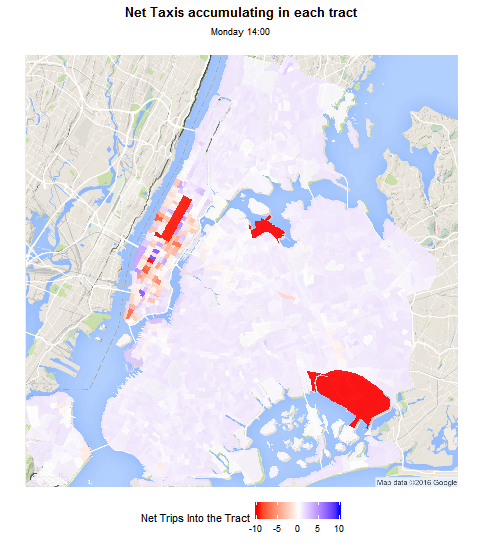 Net Taxis accumulating in each tract
Monday 14:00
Map data ©2016 Google
Net Trips Into the Tract
-10 -5 0 5 10